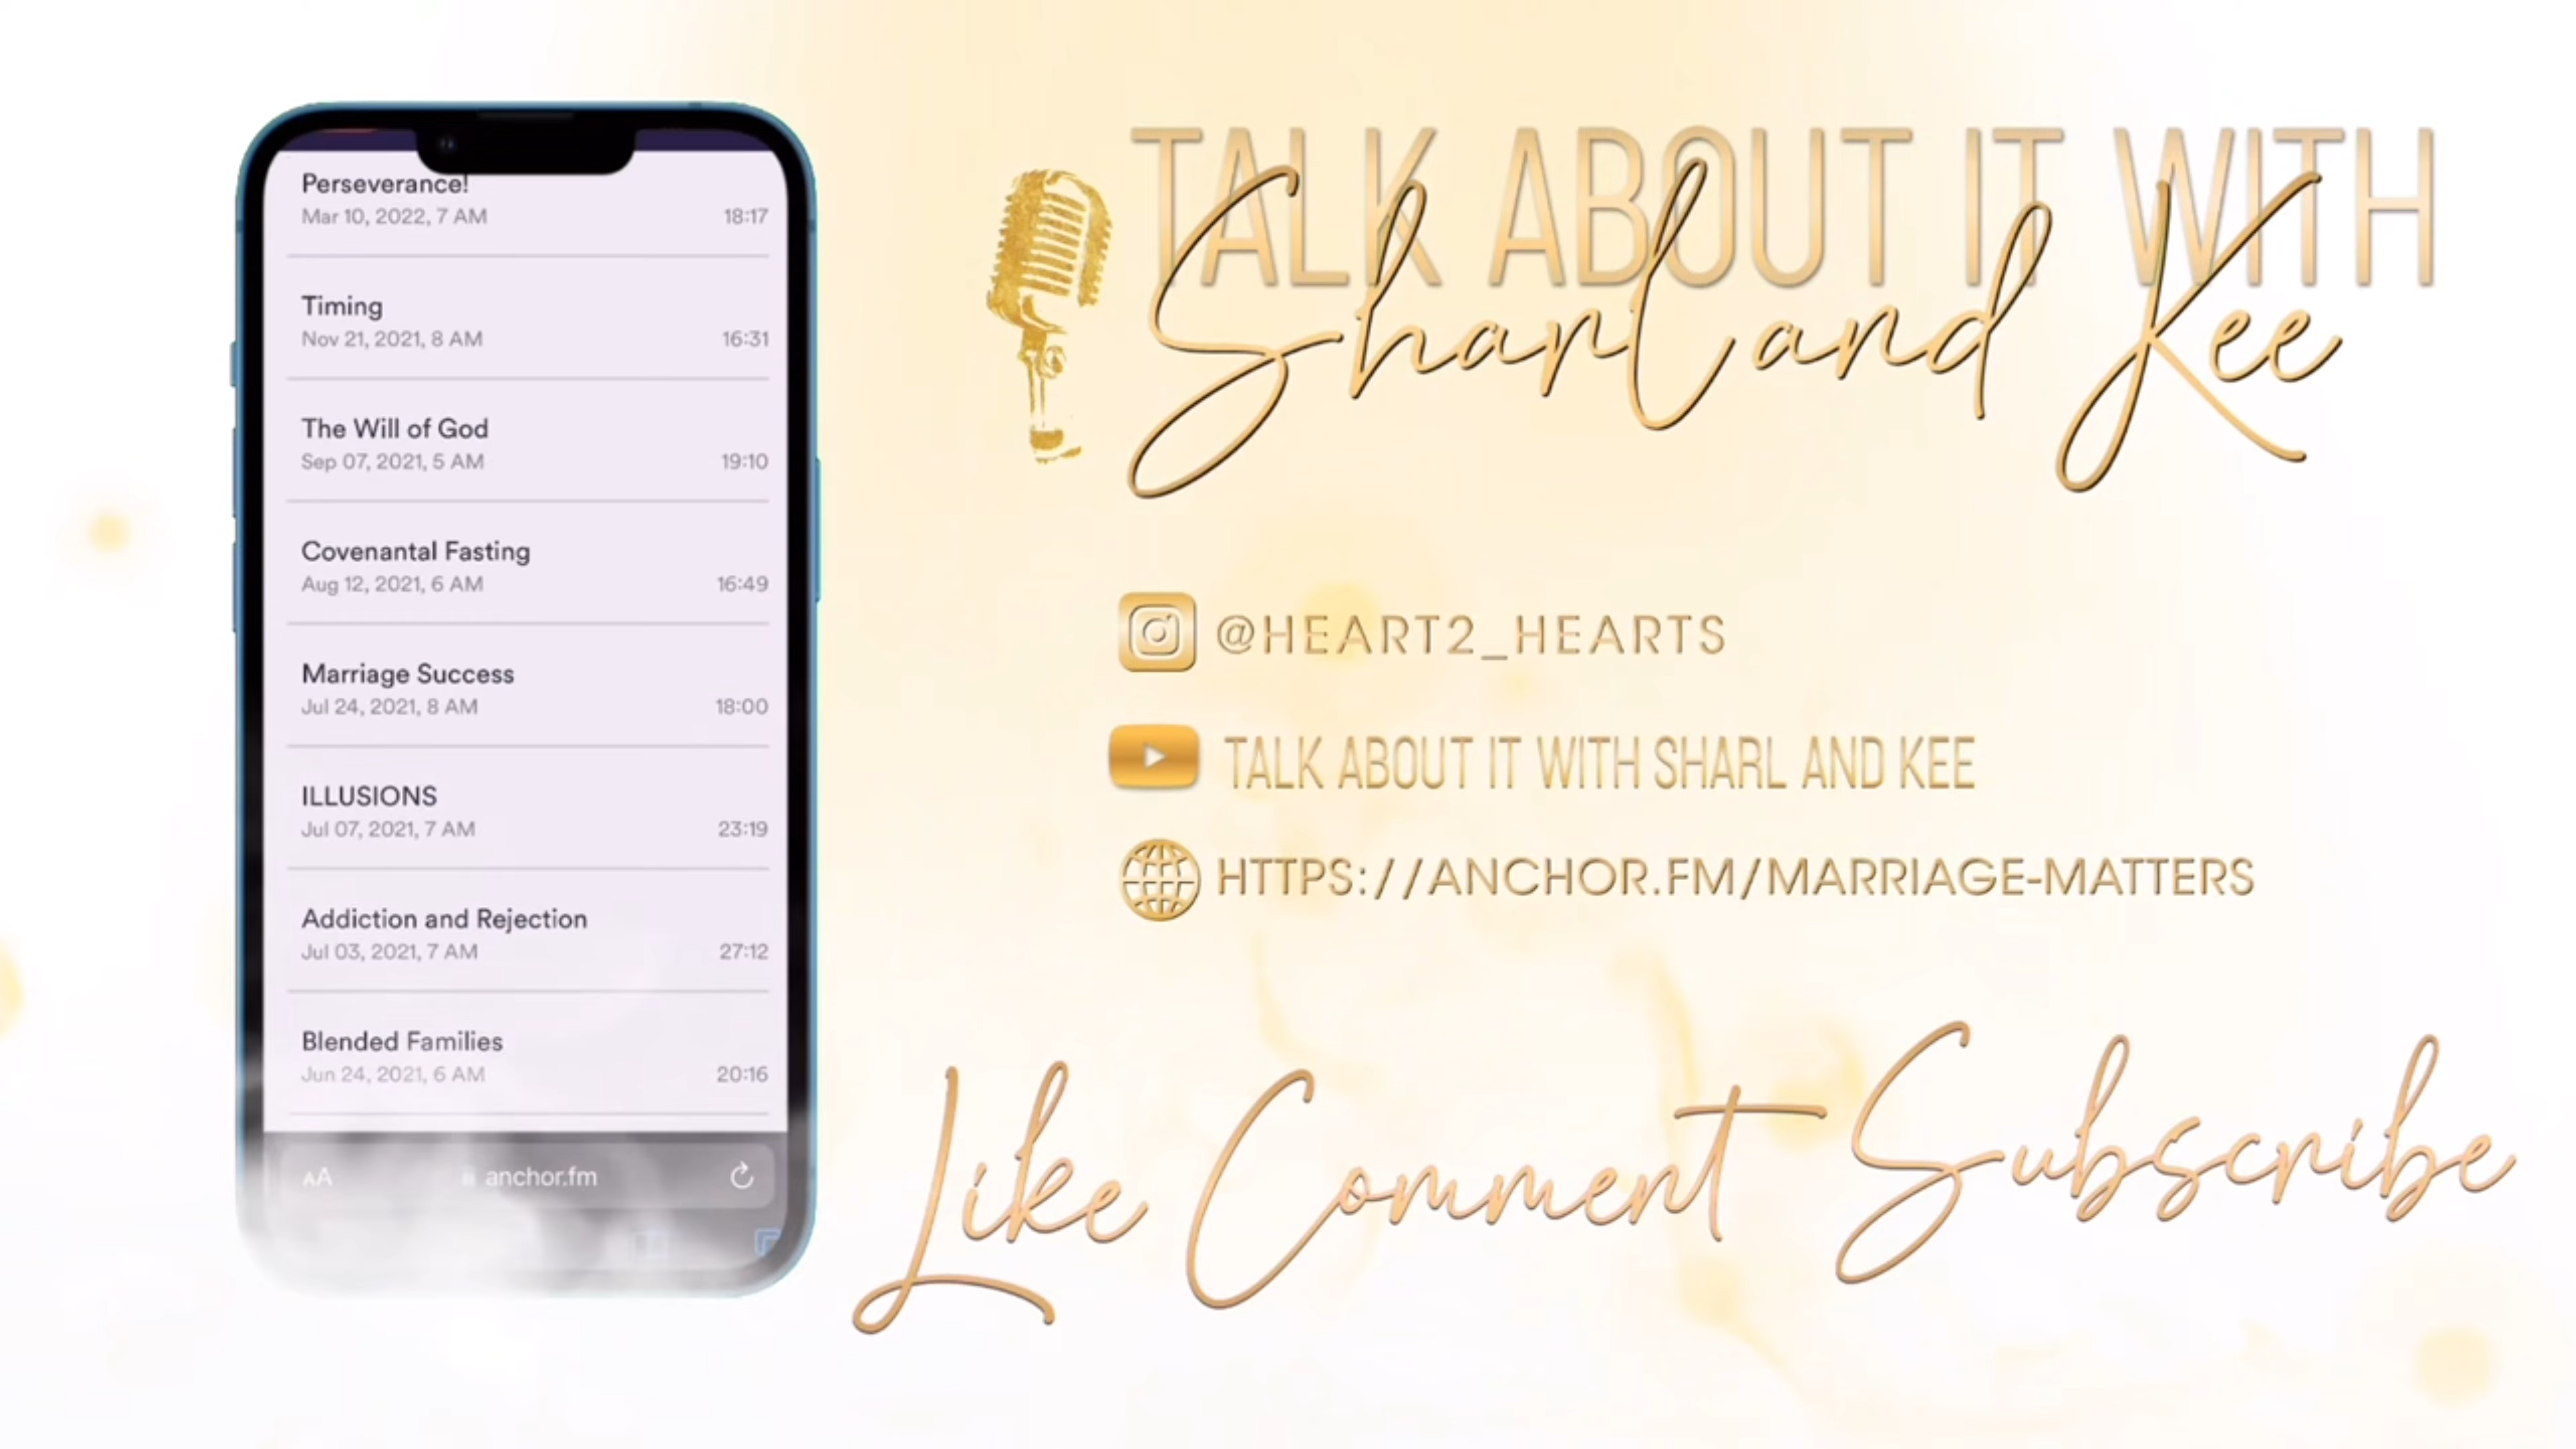 Perseverance!
Mar 10, 2022, 7 AM 18:17
Timing
Nov 21, 2021, 8 AM 16:31
The Will of God
Sep 07, 2021, 5 AM 19:10
Covenantal Fasting
Aug 12, 2021, 6 AM 16:49
Marriage Success
Jul 24, 2021, 8 AM 18:00
ILLUSIONS
Jul 07, 2021, 7 AM 23:19
Addiction and Rejection
Jul 03, 2021, 7 AM 27:12
Blended Families
Jun 24, 2021, 6 AM 20:16
AA anchor.fm
TALK ABOUT IT WITH
Sharl and Kee
@HEART2_HEARTS
TALK ABOUT IT WITH SHARL AND KEE
HTTPS://ANCHOR.FM/MARRIAGE-MATTERS
Like Comment Subscribe